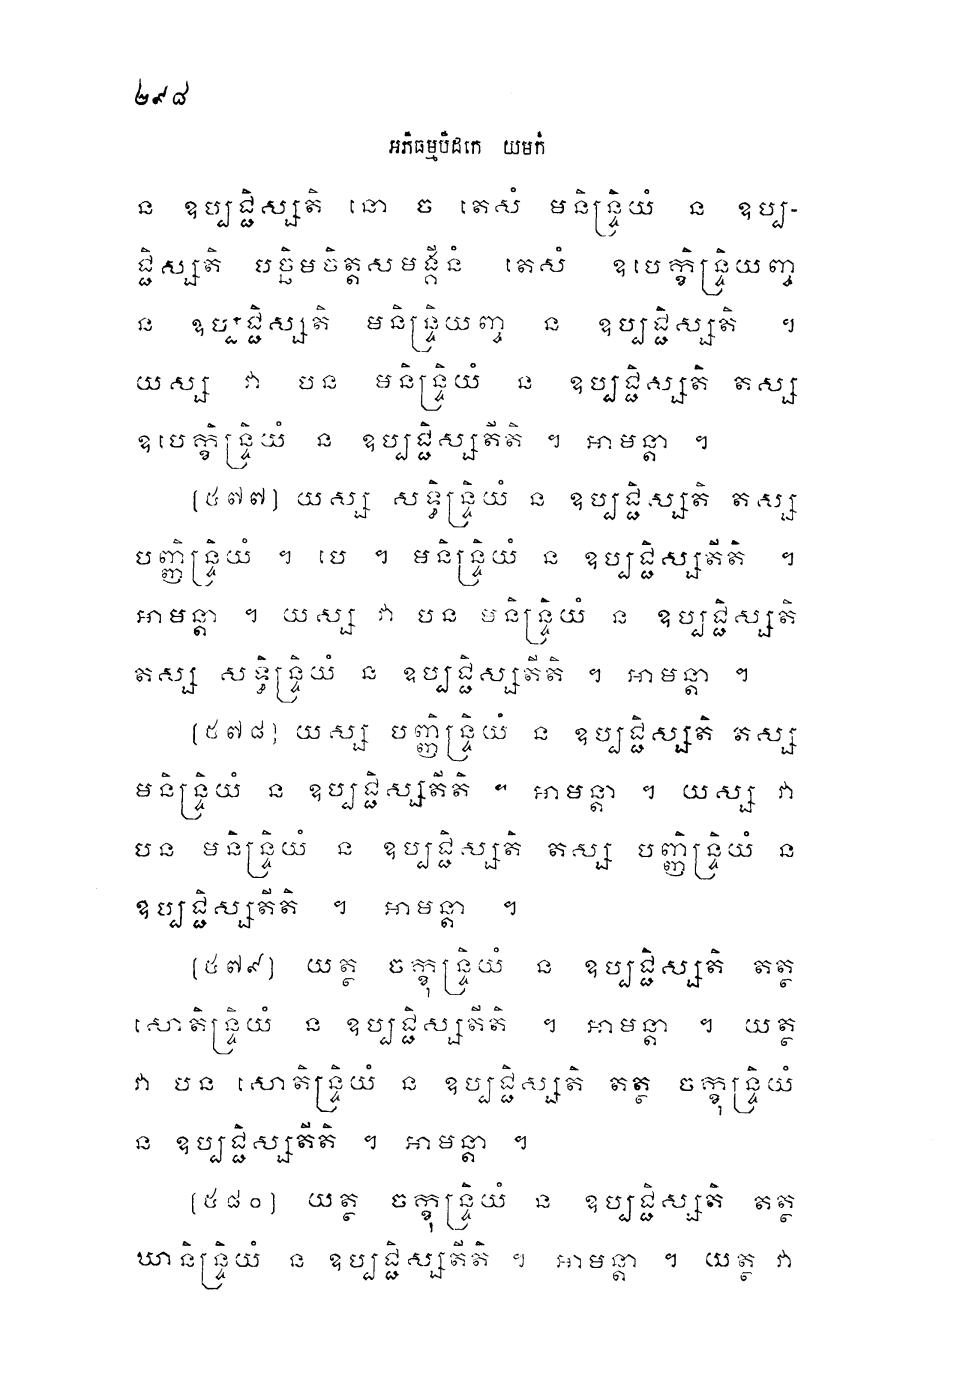 ២៩៨
អភិធម្មបិដកេ យមកំ
ន ឧប្បជ្ជិស្សតិ នោ ច តេសំ មនិន្ទ្រិយំ ន ឧប្ប-
ជ្ជិស្សតិ បច្ឆិមចិត្តសមង្គីនំ តេសំ ឧបេក្ខិន្ទ្រិយញ្ច
ន ឧប្បជ្ជិស្សតិ មនិន្ទ្រិយញ្ច ន ឧប្បជ្ជិស្សតិ ។
យស្ស វា បន មនិន្ទ្រិយំ ន ឧប្បជ្ជិស្សតិ តស្ស
ឧបេក្ខិន្ទ្រិយំ ន ឧប្បជ្ជិស្សតីតិ ។ អាមន្តា ។
[៥៧៧] យស្ស សទ្ធិន្ទ្រិយំ ន ឧប្បជ្ជិស្សតិ តស្ស
បញ្ញិន្ទ្រិយំ ។ បេ ។ មនិន្ទ្រិយំ ន ឧប្បជ្ជិស្សតីតិ ។
អាមន្តា ។ យស្ស វា បន មនិន្ទ្រិយំ ន ឧប្បជ្ជិស្សតិ
តស្ស សទ្ធិន្ទ្រិយំ ន ឧប្បជ្ជិស្សតីតិ ។ អាមន្តា ។
[៥៧៨] យស្ស បញ្ញិន្ទ្រិយំ ន ឧប្បជ្ជិស្សតិ តស្ស
មនិន្ទ្រិយំ ន ឧប្បជ្ជិស្សតីតិ ។ អាមន្តា ។ យស្ស វា
បន មនិន្ទ្រិយំ ន ឧប្បជ្ជិស្សតិ តស្ស បញ្ញិន្ទ្រិយំ ន
ឧប្បជ្ជិស្សតីតិ ។ អាមន្តា ។
[៥៧៩] យត្ថ ចក្ខុន្ទ្រិយំ ន ឧប្បជ្ជិស្សតិ តត្ថ
សោតិន្ទ្រិយំ ន ឧប្បជ្ជិស្សតីតិ ។ អាមន្តា ។ យត្ថ
វា បន សោតិន្ទ្រិយំ ន ឧប្បជ្ជិស្សតិ តត្ថ ចក្ខុន្ទ្រិយំ
ន ឧប្បជ្ជិស្សតីតិ ។ អាមន្តា ។
[៥៨០] យត្ថ ចក្ខុន្ទ្រិយំ ន ឧប្បជ្ជិស្សតិ តត្ថ
ឃានិន្ទ្រិយំ ន ឧប្បជ្ជិស្សតីតិ ។ អាមន្តា ។ យត្ថ វា